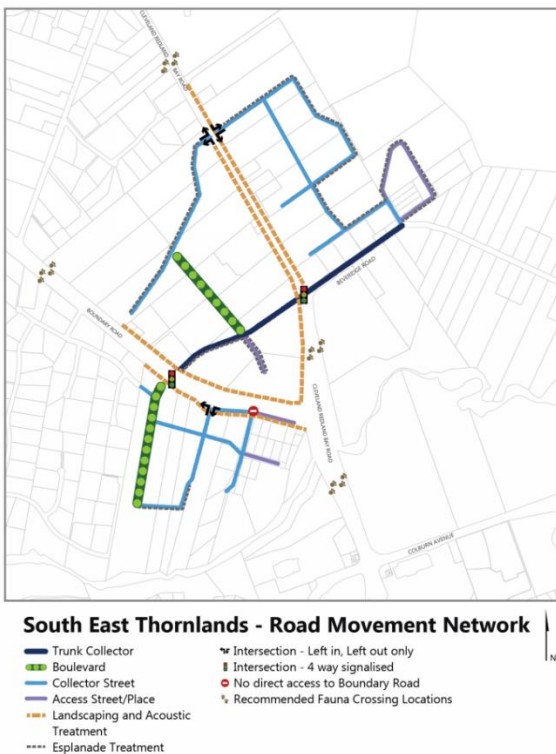 CLEVELAND REDLAND
BAY ROAD
BEVERIDGE ROAD
BOUNDARY ROAD
CLEVELAND REDLAND BAY ROAD
COLBURN AVENUE
South East Thornlands - Road Movement Network
Trunk Collector
Boulevard
Collector Street
Access Street/Place
Landscaping and Acoustic
Treatment
Esplanade Treatment
Intersection - Left in, Left out only
Intersection - 4 way signalised
No direct access to Boundary Road
Recommended Fauna Crossing Locations
N